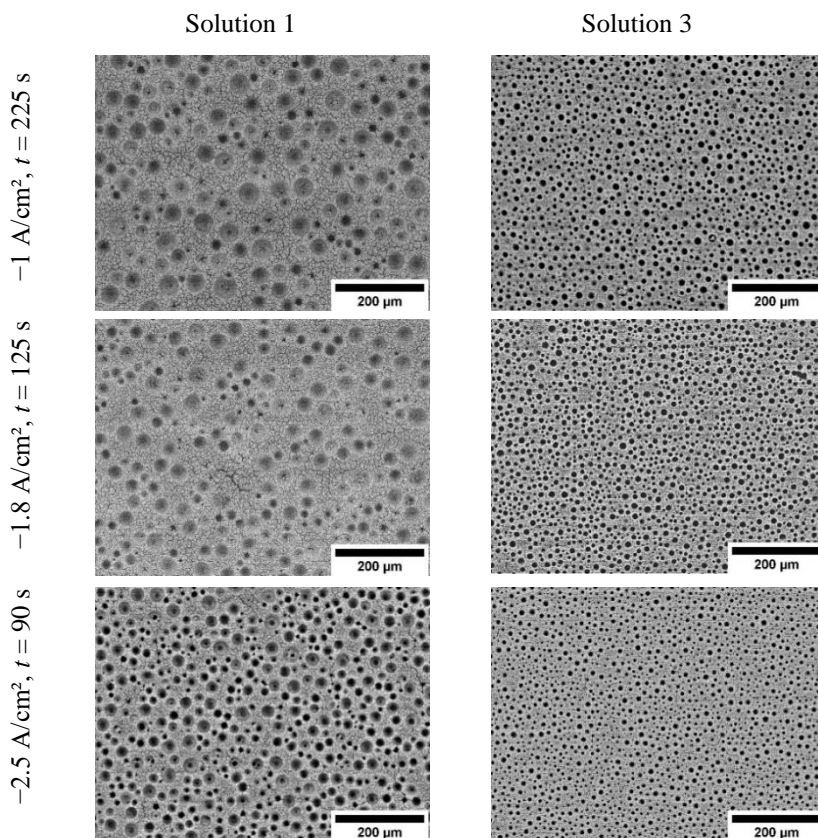 Solution 1
Solution 3
−1 A/cm², t = 225 s
200 µm
200 µm
−1.8 A/cm², t = 125 s
200 µm
200 µm
−2.5 A/cm², t = 90 s
200 µm
200 µm